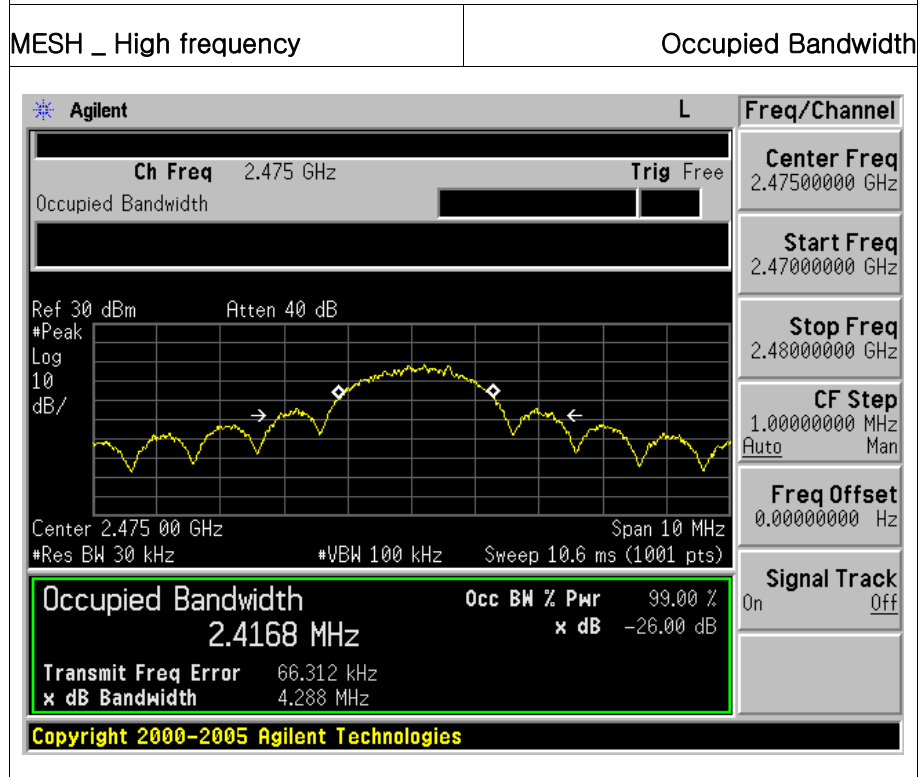 MESH _ High frequency Occupied Bandwidth
Agilent L Freq/Channel
Ch Freq 2.475 GHz Trig Free
Occupied Bandwidth
Center Freq
2.47500000 GHz
Start Freq
2.47000000 GHz
Stop Freq
2.48000000 GHz
CF Step
1.00000000 MHz
Auto Man
Freq Offset
0.00000000 Hz
Signal Track
On Off
Ref 30 dBm Atten 40 dB
#Peak
Log
10
dB/
Center 2.475 00 GHz Span 10 MHz
#Res BW 30 kHz #VBW 100 kHz Sweep 10.6 ms (1001 pts)
Occupied Bandwidth Occ BW % Pwr 99.00 %
2.4168 MHz x dB -26.00 dB
Transmit Freq Error 66.312 kHz
x dB Bandwidth 4.288 MHz
Copyright 2000-2005 Agilent Technologies